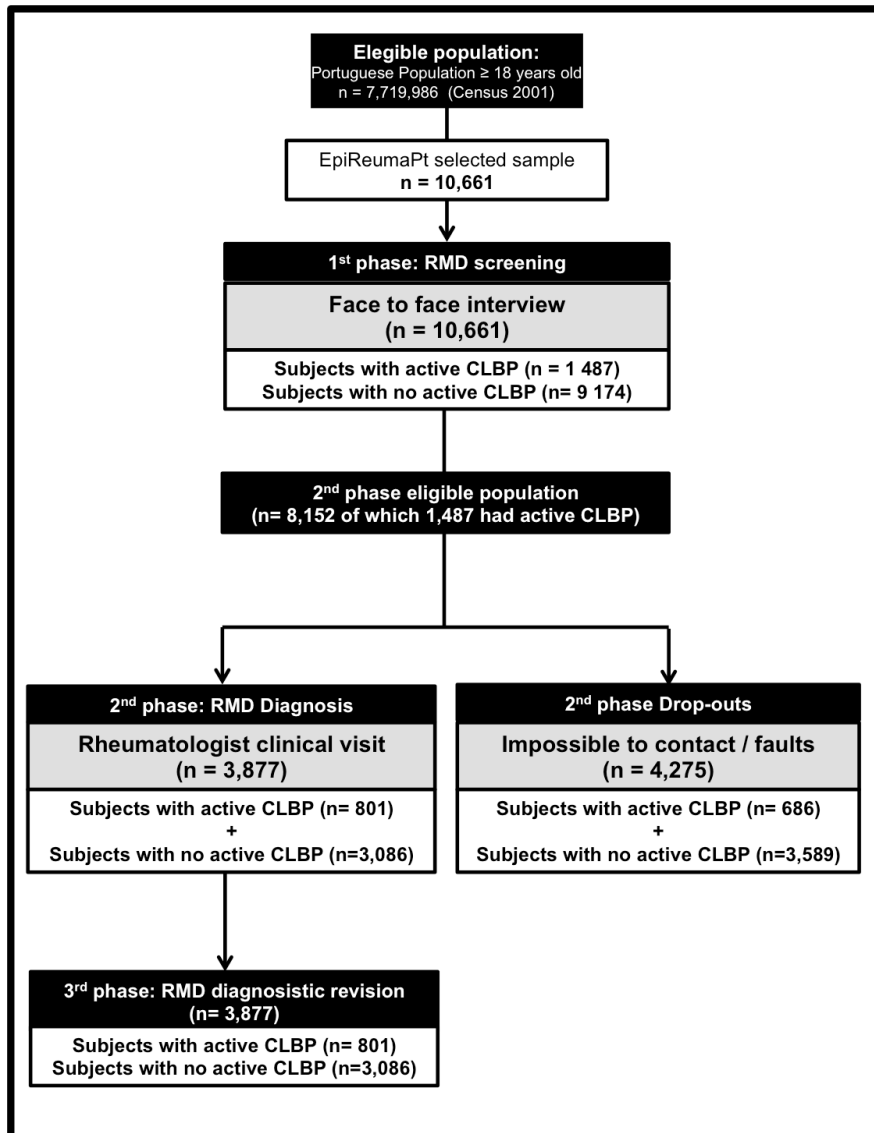 Elegible population:
Portuguese Population ≥ 18 years old
n = 7,719,986 (Census 2001)
EpiReumaPt selected sample
n = 10,661
1st phase: RMD screening
Face to face interview
(n = 10,661)
Subjects with active CLBP (n = 1 487)
Subjects with no active CLBP (n= 9 174)
2nd phase eligible population
(n= 8,152 of which 1,487 had active CLBP)
2nd phase: RMD Diagnosis
Rheumatologist clinical visit
(n = 3,877)
Subjects with active CLBP (n= 801)
+
Subjects with no active CLBP (n=3,086)
2nd phase Drop-outs
Impossible to contact / faults
(n = 4,275)
Subjects with active CLBP (n= 686)
+
Subjects with no active CLBP (n=3,589)
3rd phase: RMD diagnosistic revision
(n= 3,877)
Subjects with active CLBP (n= 801)
Subjects with no active CLBP (n=3,086)